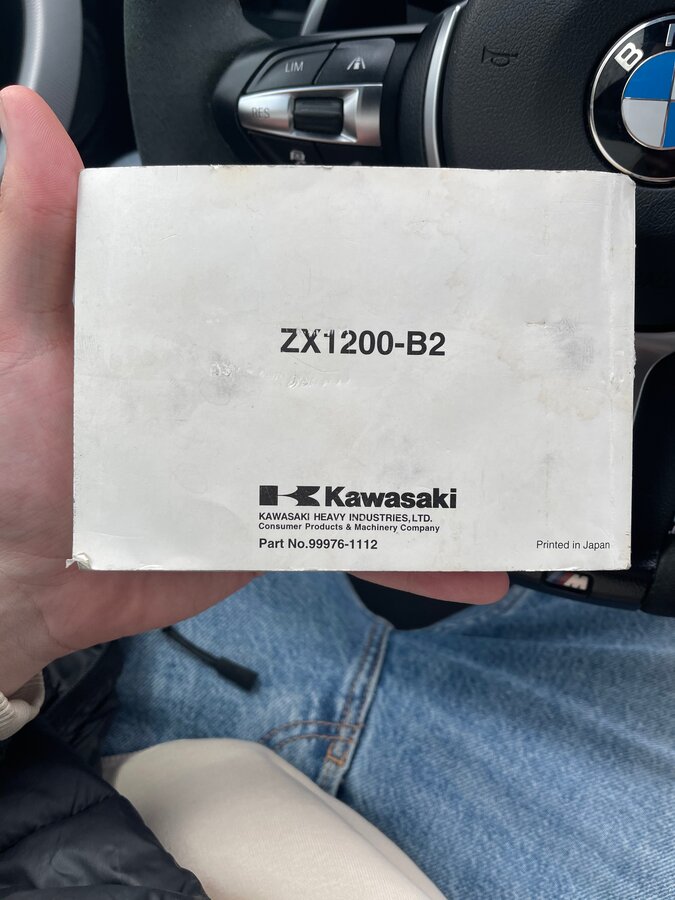 LIM
RES
B M
ZX1200-B2
Kawasaki
KAWASAKI HEAVY INDUSTRIES, LTD.
Consumer Products & Machinery Company
Part No.99976-1112
Printed in Japan
M